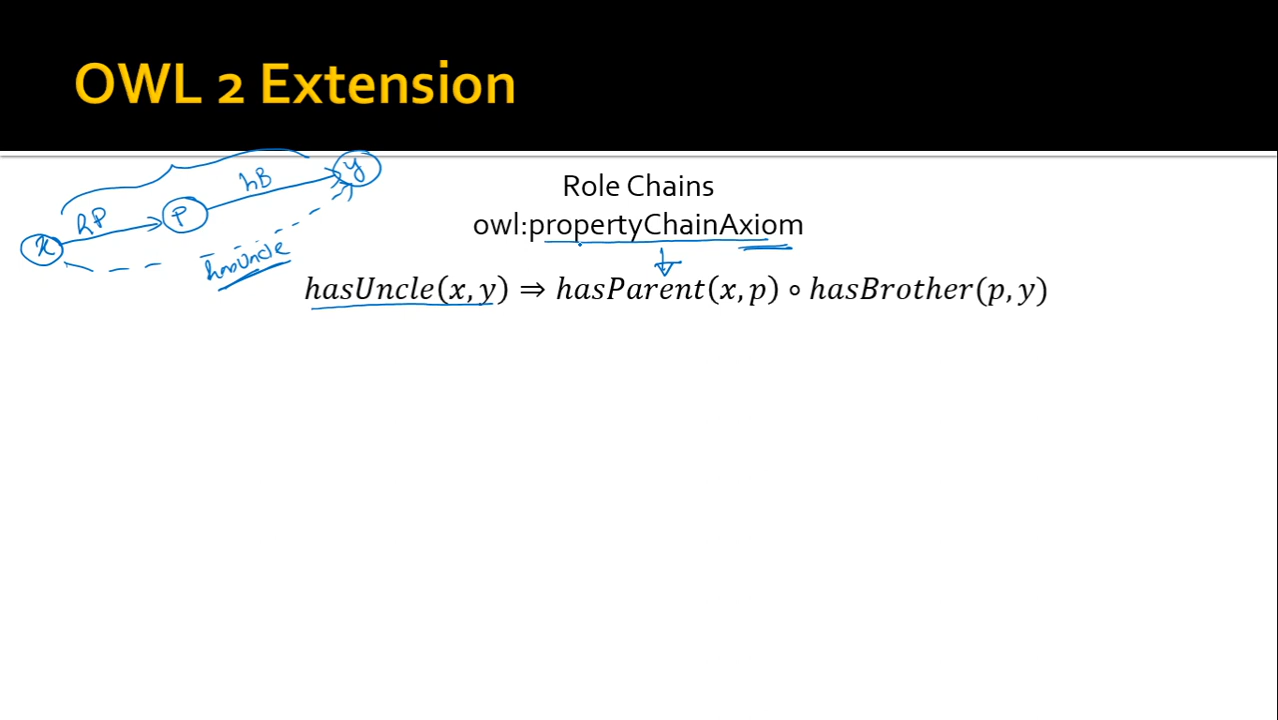 OWL 2 Extension
y
hB
hP
p
x
hasUncle
Role Chains
owl:propertyChainAxiom
hasUncle(x, y) ⇒ hasParent(x, p) ∘ hasBrother(p, y)